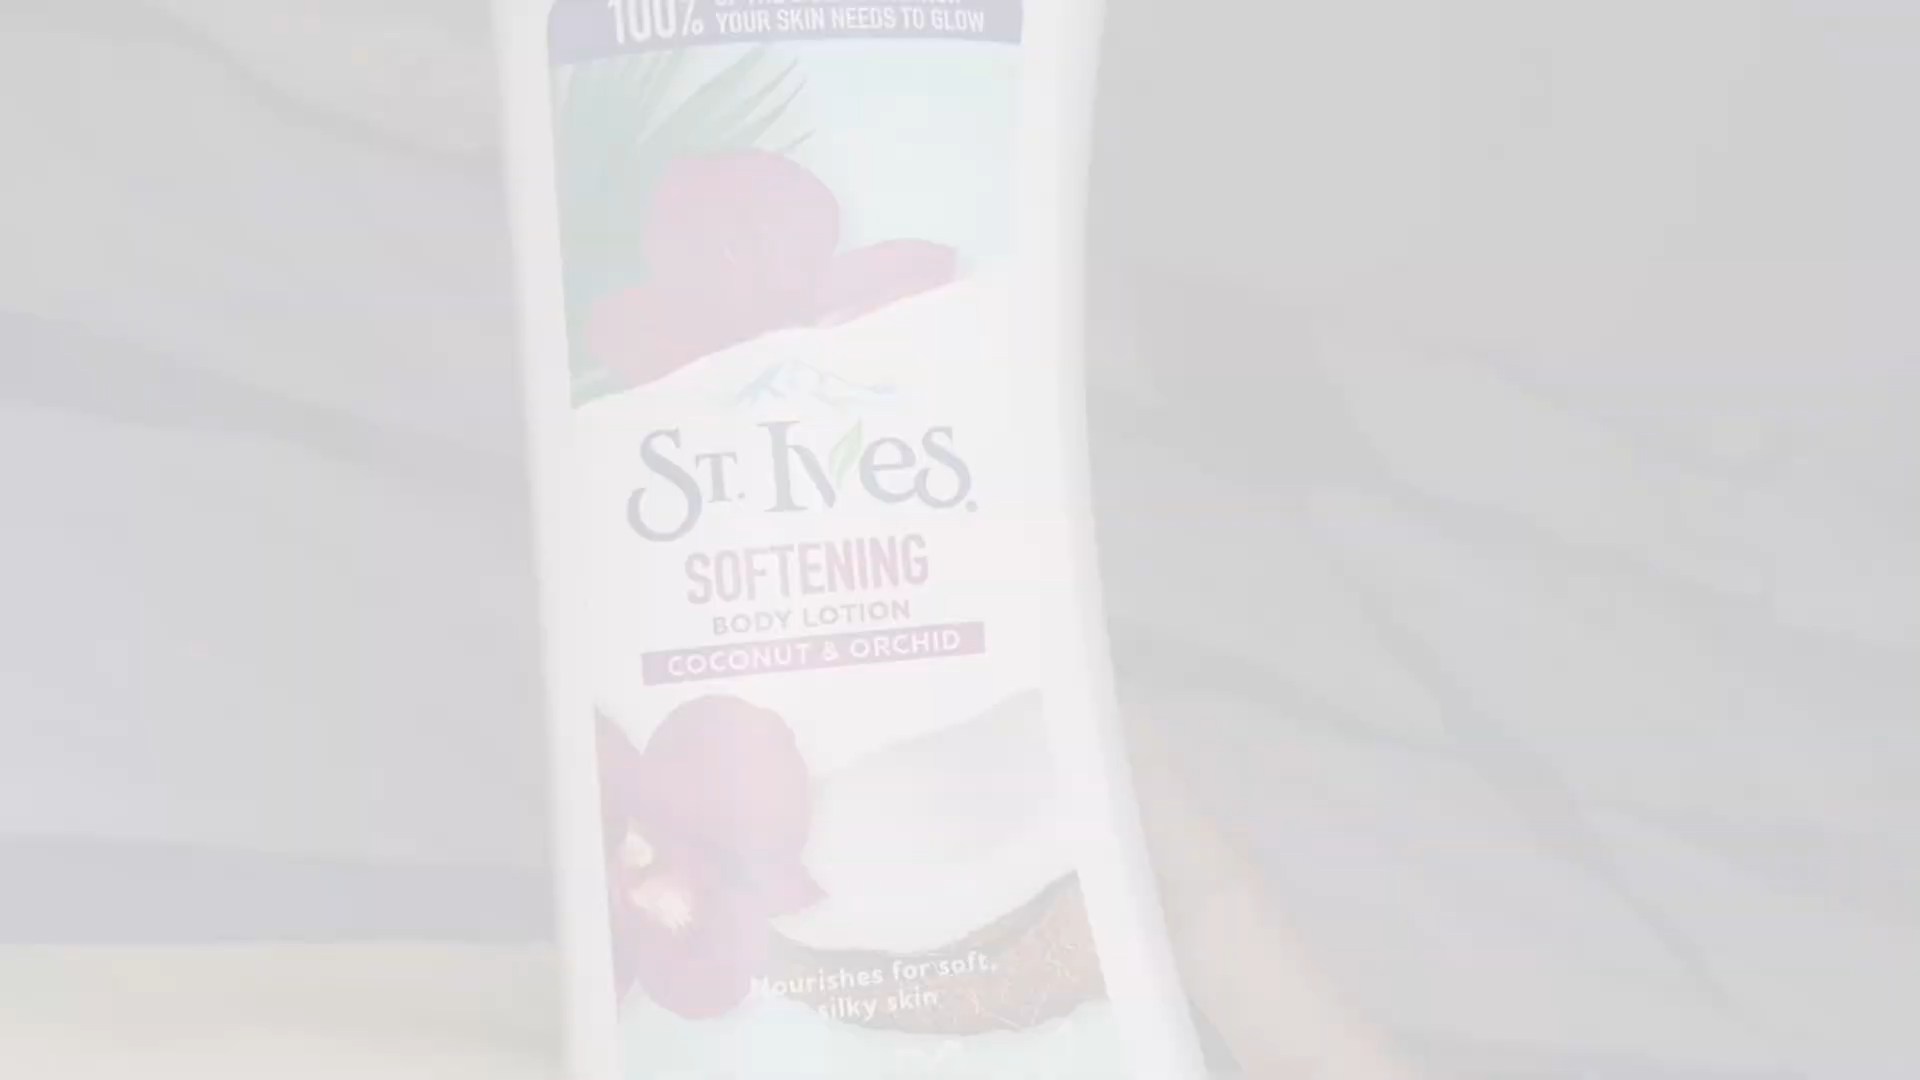 100%
YOUR SKIN NEEDS TO GLOW
ST. IVES
SOFTENING
BODY LOTION
COCONUT & ORCHID
Nourishes for soft,
silky skin